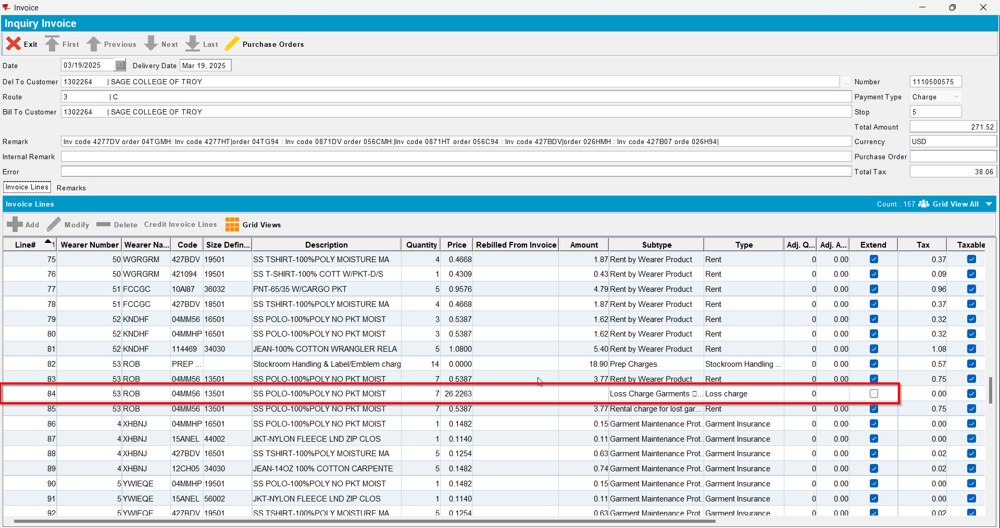 Invoice
Inquiry Invoice
Exit First Previous Next Last Purchase Orders
Date 03/19/2025 Delivery Date Mar 19, 2025
Del To Customer 1302264 | SAGE COLLEGE OF TROY ... Number 1110500575
Route 3 | C Payment Type Charge
Bill To Customer 1302264 | SAGE COLLEGE OF TROY Stop 5
Total Amount 271.52
Remark Inv code 4277DV order 04TGMH: Inv code 4277HT|order 04TG94 : Inv code 0871DV order 056CMH:|Inv code 0871HT order 056C94 : Inv code 427BDV|order 026HMH : Inv code 427B07 orde 026H94| Currency USD
Internal Remark Purchase Order
Error Total Tax 38.06
Invoice Lines Remarks
Invoice Lines Count : 157 Grid View All
Add Modify Delete Credit Invoice Lines Grid Views
Line# 1 Wearer Number Wearer Na... Code Size Defin... Description Quantity Price Rebilled From Invoice Amount Subtype Type Adj. Q... Adj. A... Extend Tax Taxable
75 50 WGRGRM 427BDV 19501 SS TSHIRT-100%POLY MOISTURE MA 4 0.4668 1.87 Rent by Wearer Product Rent 0 0.00 0.37
76 50 WGRGRM 421094 19501 SS T-SHIRT-100% COTT W/PKT-D/S 1 0.4309 0.43 Rent by Wearer Product Rent 0 0.00 0.09
77 51 FCCGC 10AI87 36032 PNT-65/35 W/CARGO PKT 5 0.9576 4.79 Rent by Wearer Product Rent 0 0.00 0.96
78 51 FCCGC 427BDV 18501 SS TSHIRT-100%POLY MOISTURE MA 4 0.4668 1.87 Rent by Wearer Product Rent 0 0.00 0.37
79 52 KNDHF 04MM56 16501 SS POLO-100%POLY NO PKT MOIST 3 0.5387 1.62 Rent by Wearer Product Rent 0 0.00 0.32
80 52 KNDHF 04MMHP 16501 SS POLO-100%POLY NO PKT MOIST 3 0.5387 1.62 Rent by Wearer Product Rent 0 0.00 0.32
81 52 KNDHF 114469 34030 JEAN-100% COTTON WRANGLER RELA 5 1.0800 5.40 Rent by Wearer Product Rent 0 0.00 1.08
82 53 ROB PREP ... Stockroom Handling & Label/Emblem charg 14 0.0000 18.90 Prep Charges Stockroom Handling ... 0 0.00 0.57
83 53 ROB 04MM56 13501 SS POLO-100%POLY NO PKT MOIST 7 0.5387 3.77 Rent by Wearer Product Rent 0 0.00 0.75
84 53 ROB 04MM56 13501 SS POLO-100%POLY NO PKT MOIST 7 26.2263 Loss Charge Garments □... Loss charge 0 0.00
85 53 ROB 04MM56 13501 SS POLO-100%POLY NO PKT MOIST 7 0.5387 3.77 Rental charge for lost gar... Rent 0 0.00 0.75
86 4 XHBNJ 04MMHP 16501 SS POLO-100%POLY NO PKT MOIST 1 0.1482 0.15 Garment Maintenance Prot... Garment Insurance 0 0.00 0.00
87 4 XHBNJ 15ANEL 44002 JKT-NYLON FLEECE LND ZIP CLOS 1 0.1140 0.11 Garment Maintenance Prot... Garment Insurance 0 0.00 0.00
88 4 XHBNJ 427BDV 16501 SS TSHIRT-100%POLY MOISTURE MA 5 0.1254 0.63 Garment Maintenance Prot... Garment Insurance 0 0.00 0.02
89 4 XHBNJ 12CH05 34030 JEAN-14OZ 100% COTTON CARPENTE 5 0.1482 0.74 Garment Maintenance Prot... Garment Insurance 0 0.00 0.02
90 5 YWIEQE 04MMHP 19501 SS POLO-100%POLY NO PKT MOIST 1 0.1482 0.15 Garment Maintenance Prot... Garment Insurance 0 0.00 0.00
91 5 YWIEQE 15ANEL 56002 JKT-NYLON FLEECE LND ZIP CLOS 1 0.1140 0.11 Garment Maintenance Prot... Garment Insurance 0 0.00 0.00
92 5 YWIEQE 427BDV 19501 SS TSHIRT-100%POLY MOISTURE MA 5 0.1254 0.63 Garment Maintenance Prot Garment Insurance 0 0.00 0.02